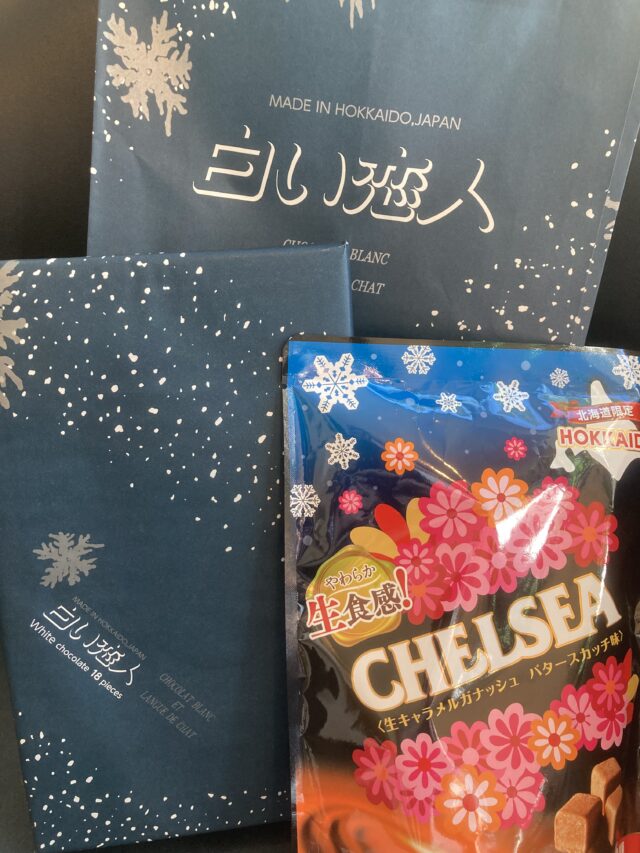 MADE IN HOKKAIDO,JAPAN
白い恋人
BLANC
CHAT
MADE IN HOKKAIDO,JAPAN
白い恋人
White chocolate 18 pieces
CHOCOLAT BLANC
ET
LANGUE DE CHAT
北海道限定
HOKKAID
やわらか
生食感!
CHELSEA
〈生キャラメルガナッシュ バタースカッチ味〉